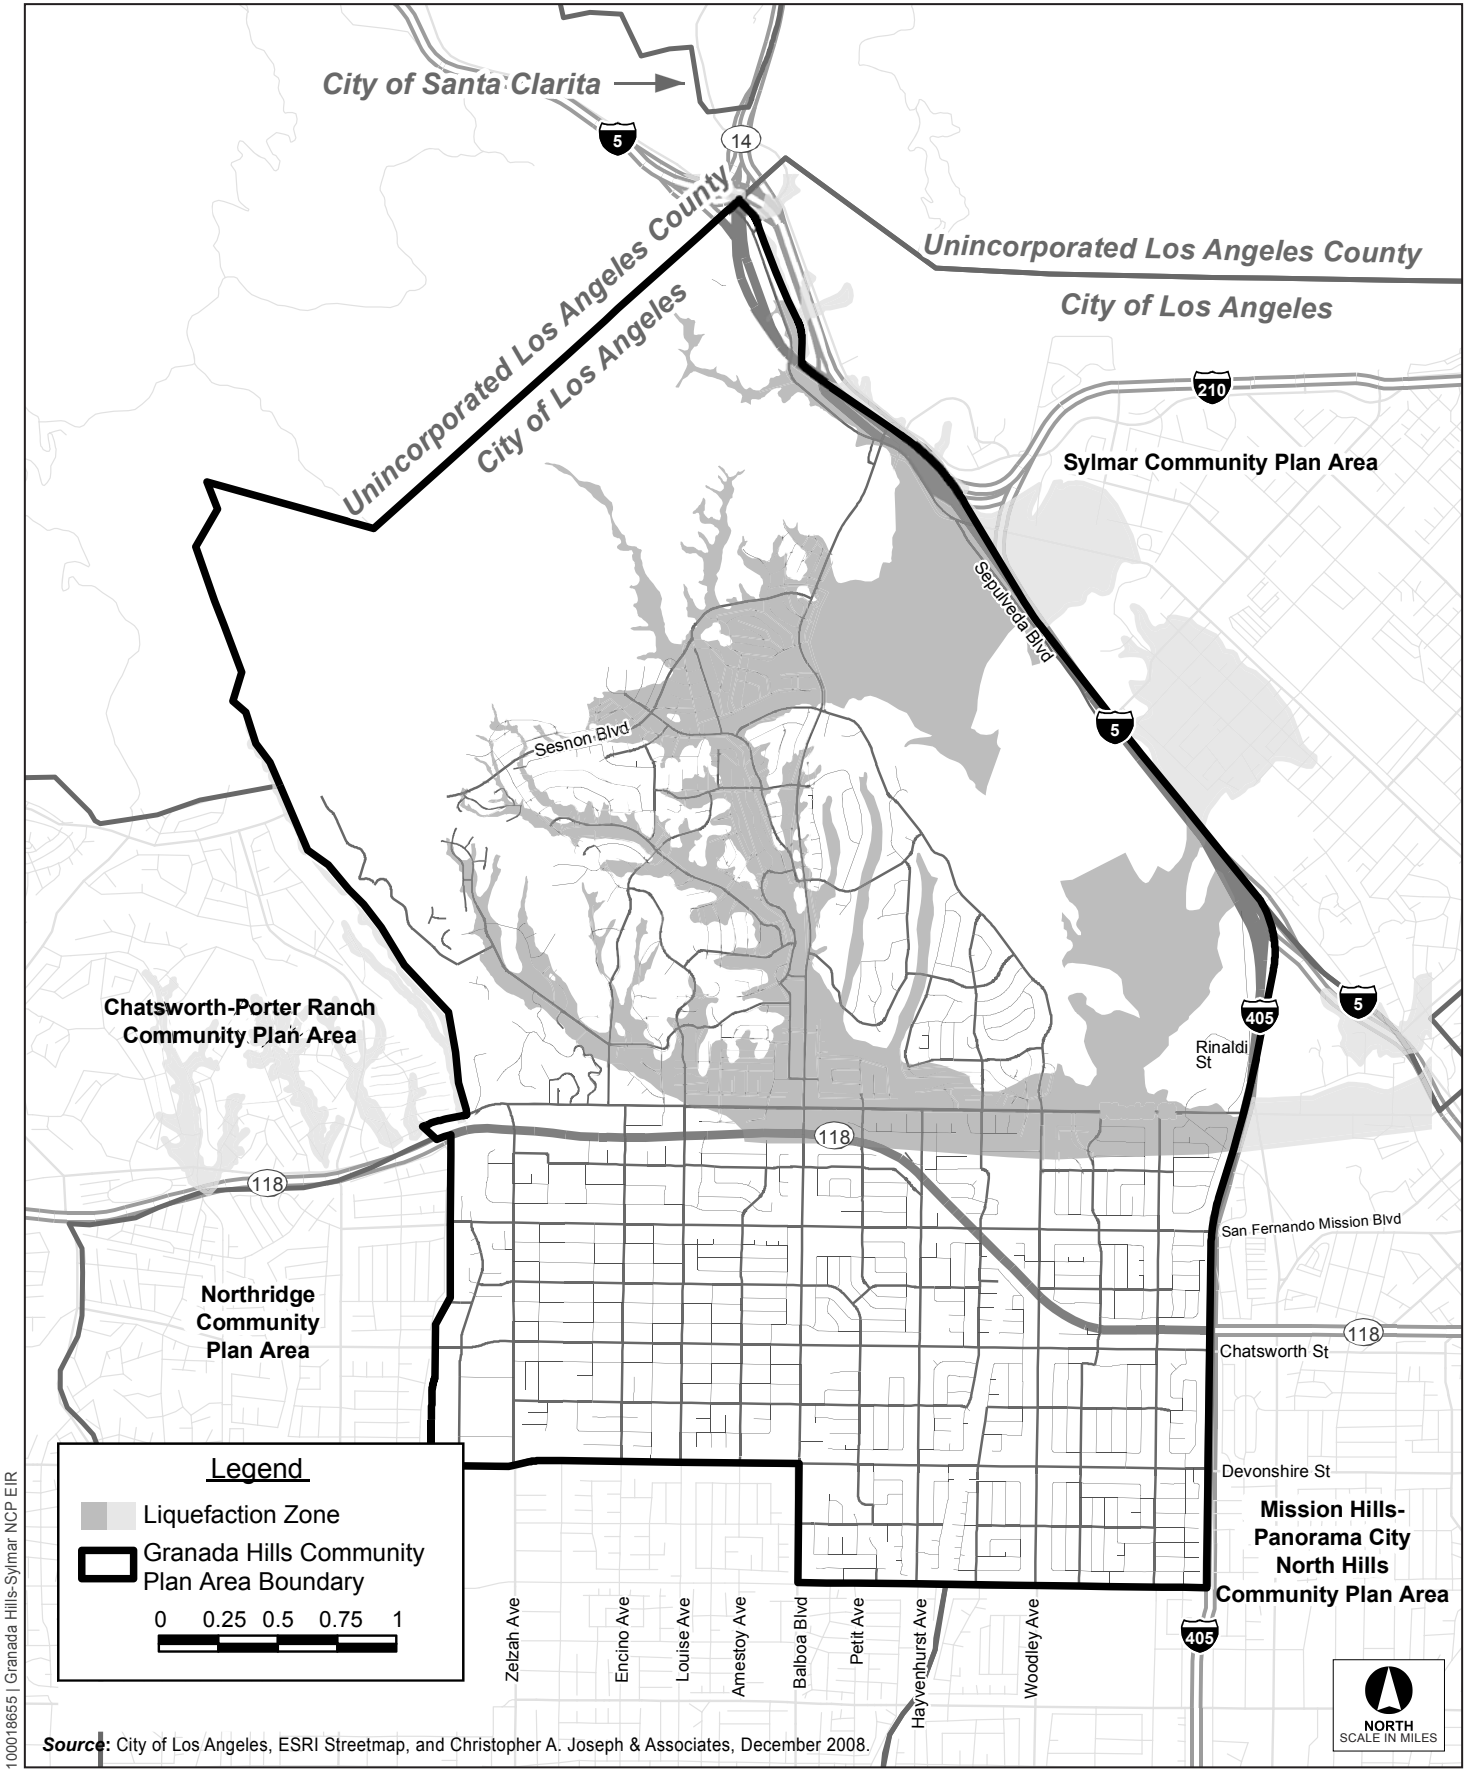 City of Santa Clarita
5
14
Unincorporated Los Angeles County
City of Los Angeles
Unincorporated Los Angeles County
City of Los Angeles
210
Sylmar Community Plan Area
Sepulveda Blvd
5
Sesnon Blvd
Chatsworth-Porter Ranch
Community Plan Area
5
405
Rinaldi
St
118
118
San Fernando Mission Blvd
Northridge
Community
Plan Area
118
Chatsworth St
Devonshire St
Mission Hills-
Panorama City
North Hills
Community Plan Area
405
Legend
Liquefaction Zone
Granada Hills Community
Plan Area Boundary
0 0.25 0.5 0.75 1
Zelzah Ave
Encino Ave
Louise Ave
Amestoy Ave
Balboa Blvd
Petit Ave
Hayvenhurst Ave
Woodley Ave
NORTH
SCALE IN MILES
Source: City of Los Angeles, ESRI Streetmap, and Christopher A. Joseph & Associates, December 2008.
100018655 | Granada Hills-Sylmar NCP EIR